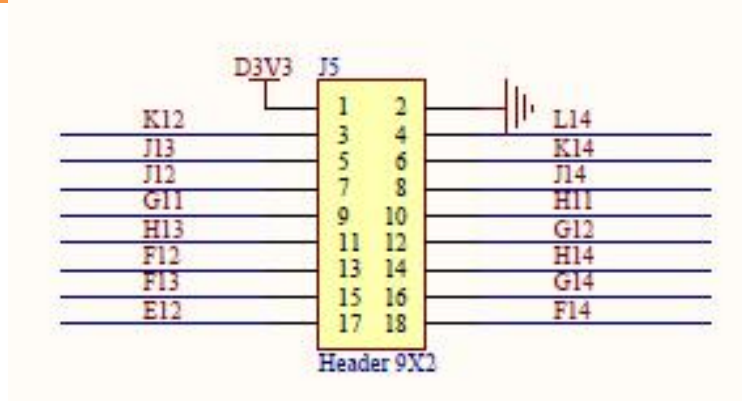 D3V3 J5
1 2
K12 3 4 L14
J13 5 6 K14
J12 7 8 J14
G11 9 10 H11
H13 11 12 G12
F12 13 14 H14
F13 15 16 G14
E12 17 18 F14
Header 9X2